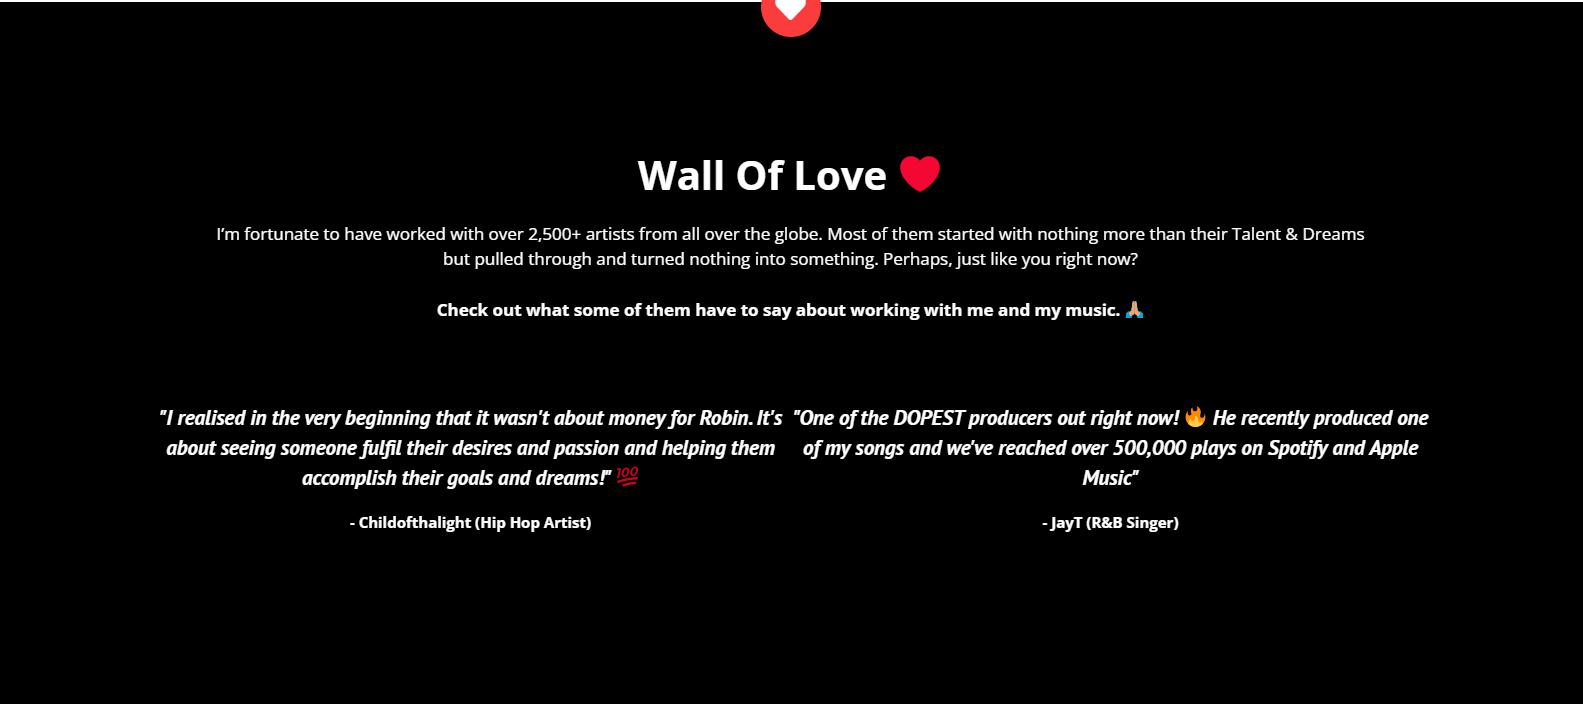 Wall Of Love ❤️
I’m fortunate to have worked with over 2,500+ artists from all over the globe. Most of them started with nothing more than their Talent & Dreams
but pulled through and turned nothing into something. Perhaps, just like you right now?
Check out what some of them have to say about working with me and my music. 🙏🏼
"I realised in the very beginning that it wasn't about money for Robin. It's
about seeing someone fulfil their desires and passion and helping them
accomplish their goals and dreams!" 💯
- Childofthalight (Hip Hop Artist)
"One of the DOPEST producers out right now! 🔥 He recently produced one
of my songs and we've reached over 500,000 plays on Spotify and Apple
Music"
- JayT (R&B Singer)